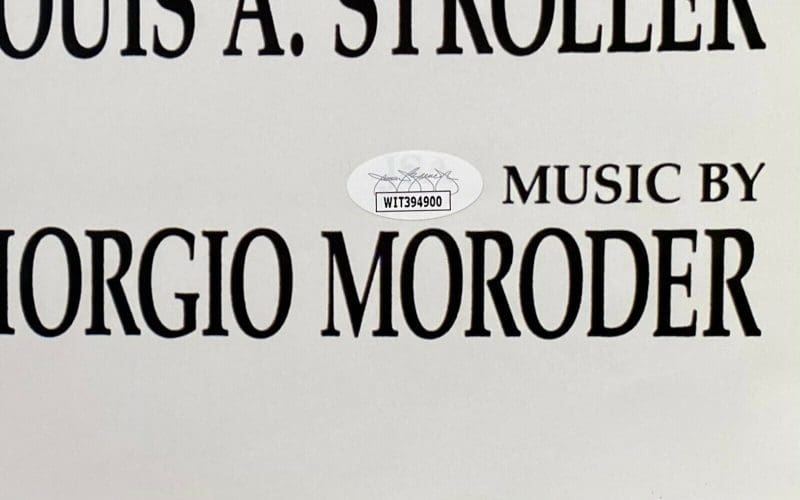 OUIS A. STROLLER
MUSIC BY
WIT394900
IORGIO MORODER